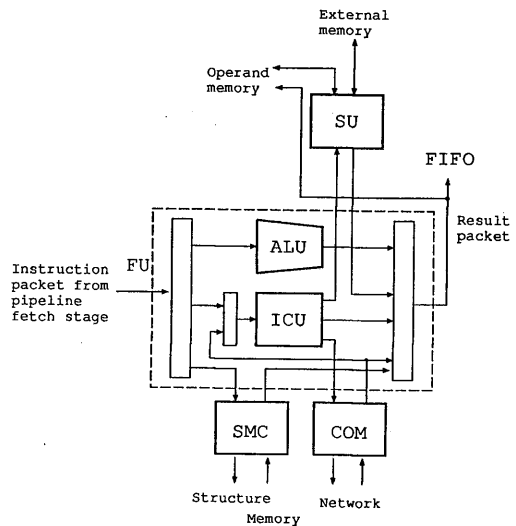 External
memory
Operand
memory
SU
FIFO
Result
packet
FU
ALU
Instruction
packet from
pipeline
fetch stage
ICU
SMC
COM
Structure
Memory
Network